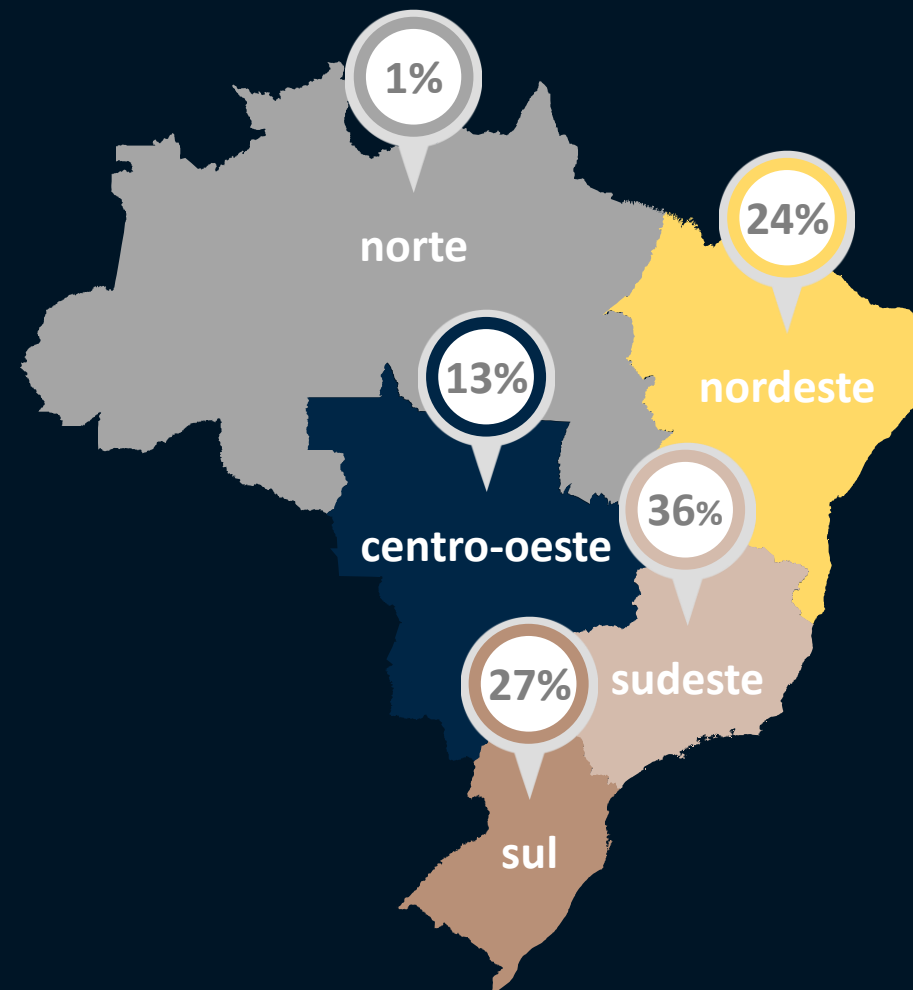 1%
norte
24%
nordeste
13%
centro-oeste
36%
sudeste
27%
sul